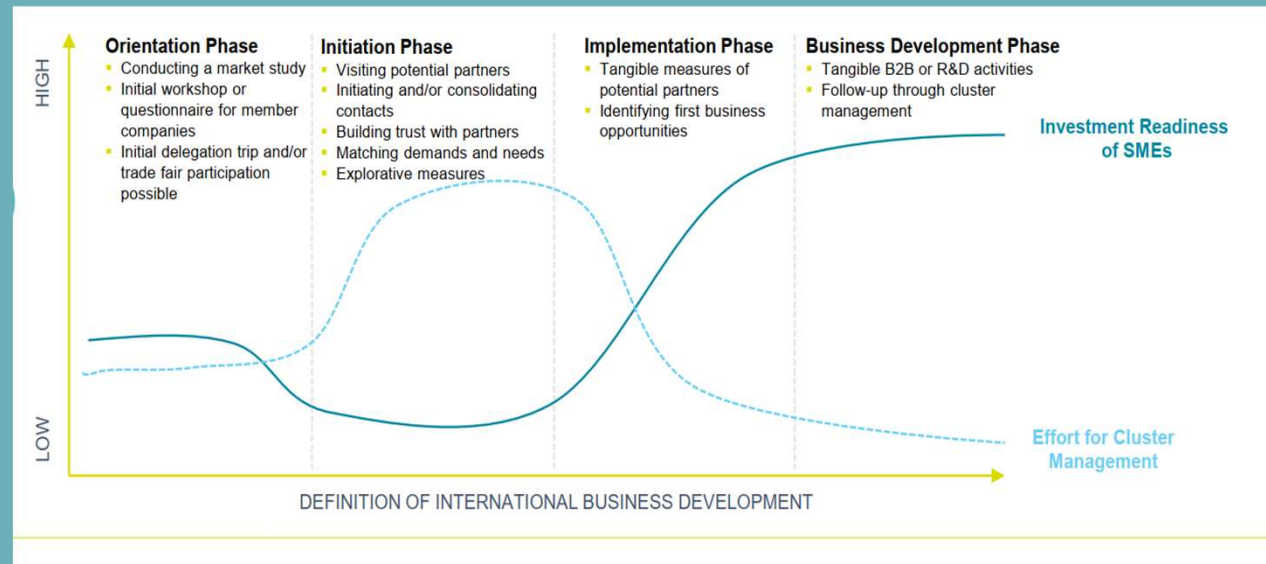 HIGH
LOW
Orientation Phase
▪ Conducting a market study
▪ Initial workshop or
questionnaire for member
companies
▪ Initial delegation trip and/or
trade fair participation
possible
Initiation Phase
▪ Visiting potential partners
▪ Initiating and/or consolidating
contacts
▪ Building trust with partners
▪ Matching demands and needs
▪ Explorative measures
Implementation Phase
▪ Tangible measures of
potential partners
▪ Identifying first business
opportunities
Business Development Phase
▪ Tangible B2B or R&D activities
▪ Follow-up through cluster
management
Investment Readiness
of SMEs
Effort for Cluster
Management
DEFINITION OF INTERNATIONAL BUSINESS DEVELOPMENT